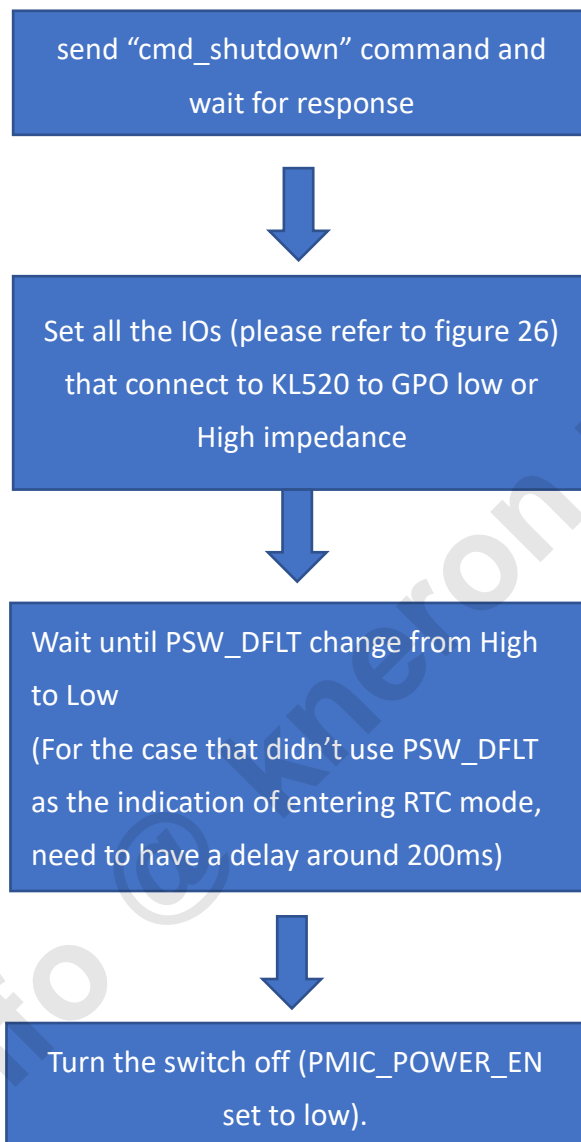 send “cmd_shutdown” command and
wait for response
Set all the IOs (please refer to figure 26)
that connect to KL520 to GPO low or
High impedance
Wait until PSW_DFLT change from High
to Low
(For the case that didn’t use PSW_DFLT
as the indication of entering RTC mode,
need to have a delay around 200ms)
Turn the switch off (PMIC_POWER_EN
set to low).
@ kneron